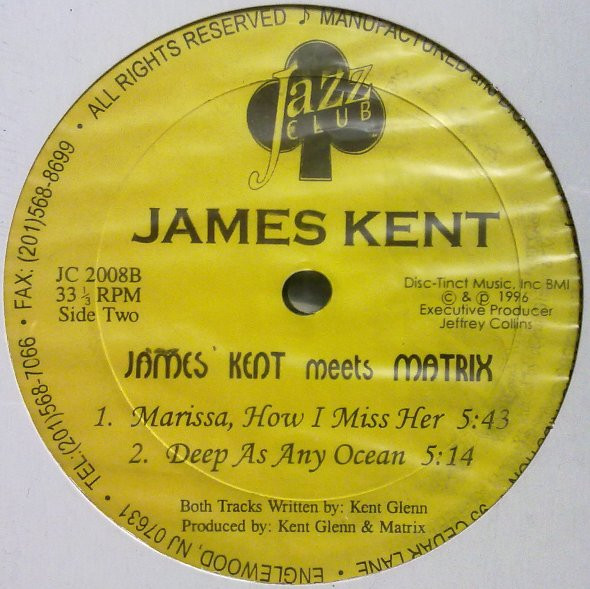 Jazz
CLUB
JAMES KENT
JC 2008B
33 ⅓ RPM
Side Two
Disc-Tinct Music, Inc BMI
© & ℗ 1996
Executive Producer
Jeffrey Collins
JAMES KENT meets MATRIX
1. Marissa, How I Miss Her 5:43
2. Deep As Any Ocean 5:14
Both Tracks Written by: Kent Glenn
Produced by: Kent Glenn & Matrix
CEDAR LANE • ENGLEWOOD, NJ 07631 • TEL:(201)568-7066 • FAX: (201)568-8699 • ALL RIGHTS RESERVED ♪ MANUFACTURED and